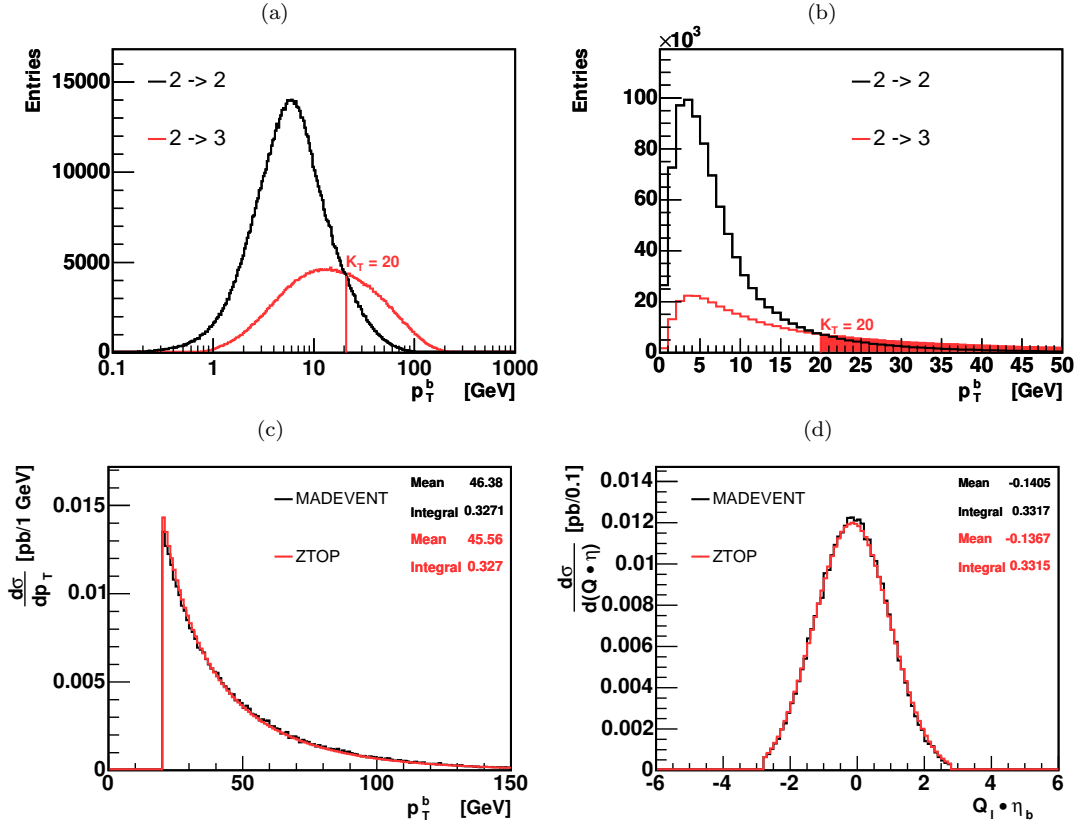 (a)
Entries
15000
10000
5000
0
2 -> 2
2 -> 3
K_T = 20
0.1 1 10 100 1000
p_T^b [GeV]
(b)
×10^3
Entries
100
80
60
40
20
0
2 -> 2
2 -> 3
K_T = 20
0 5 10 15 20 25 30 35 40 45 50
p_T^b [GeV]
(c)
dσ/dp_T [pb/1 GeV]
0.015
0.01
0.005
0
MADEVENT
ZTOP
Mean 46.38
Integral 0.3271
Mean 45.56
Integral 0.327
0 50 100 150
p_T^b [GeV]
(d)
dσ/d(Q • η) [pb/0.1]
0.014
0.012
0.01
0.008
0.006
0.004
0.002
0
MADEVENT
ZTOP
Mean -0.1405
Integral 0.3317
Mean -0.1367
Integral 0.3315
-6 -4 -2 0 2 4 6
Q_l • η_b